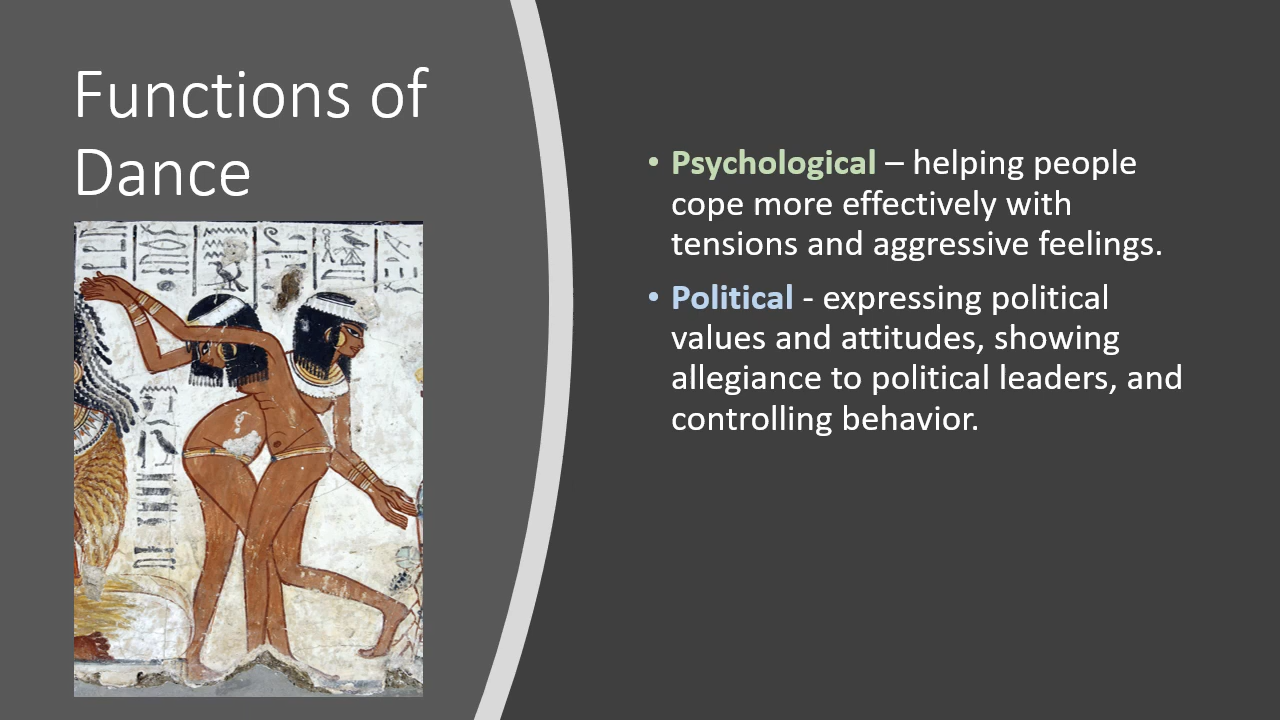 Functions of
Dance
• Psychological – helping people
cope more effectively with
tensions and aggressive feelings.
• Political - expressing political
values and attitudes, showing
allegiance to political leaders, and
controlling behavior.